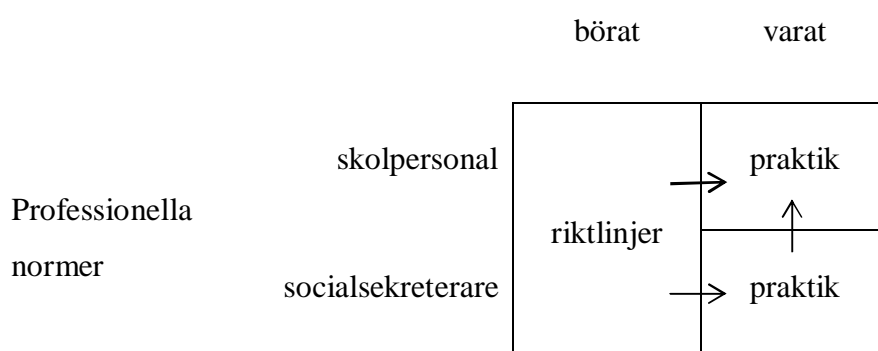 börat varat
skolpersonal praktik
Professionella
riktlinjer
normer
socialsekreterare praktik